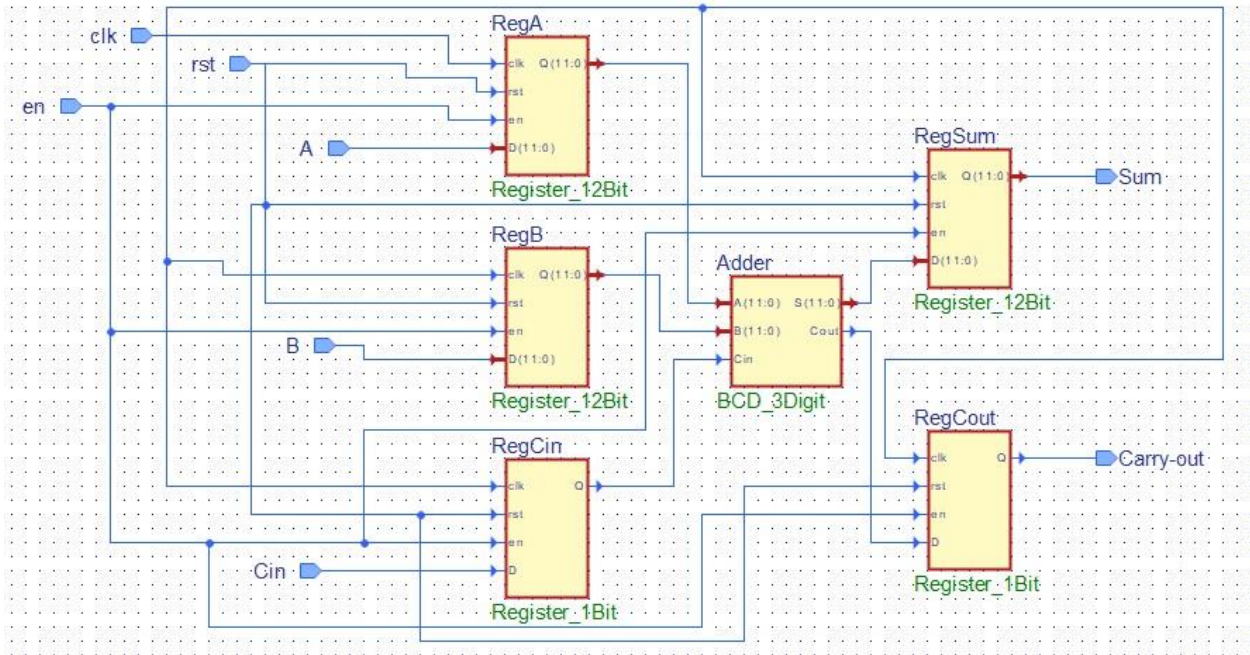 clk
rst
en
A
RegA
clk Q(11:0)
rst
en
D(11:0)
Register_12Bit
RegB
clk Q(11:0)
rst
en
B
D(11:0)
Register_12Bit
RegCin
clk Q
rst
en
Cin
D
Register_1Bit
Adder
A(11:0) S(11:0)
B(11:0) Cout
Cin
BCD_3Digit
RegSum
clk Q(11:0)
rst
en
D(11:0)
Register_12Bit
Sum
RegCout
clk Q
rst
en
D
Register_1Bit
Carry-out